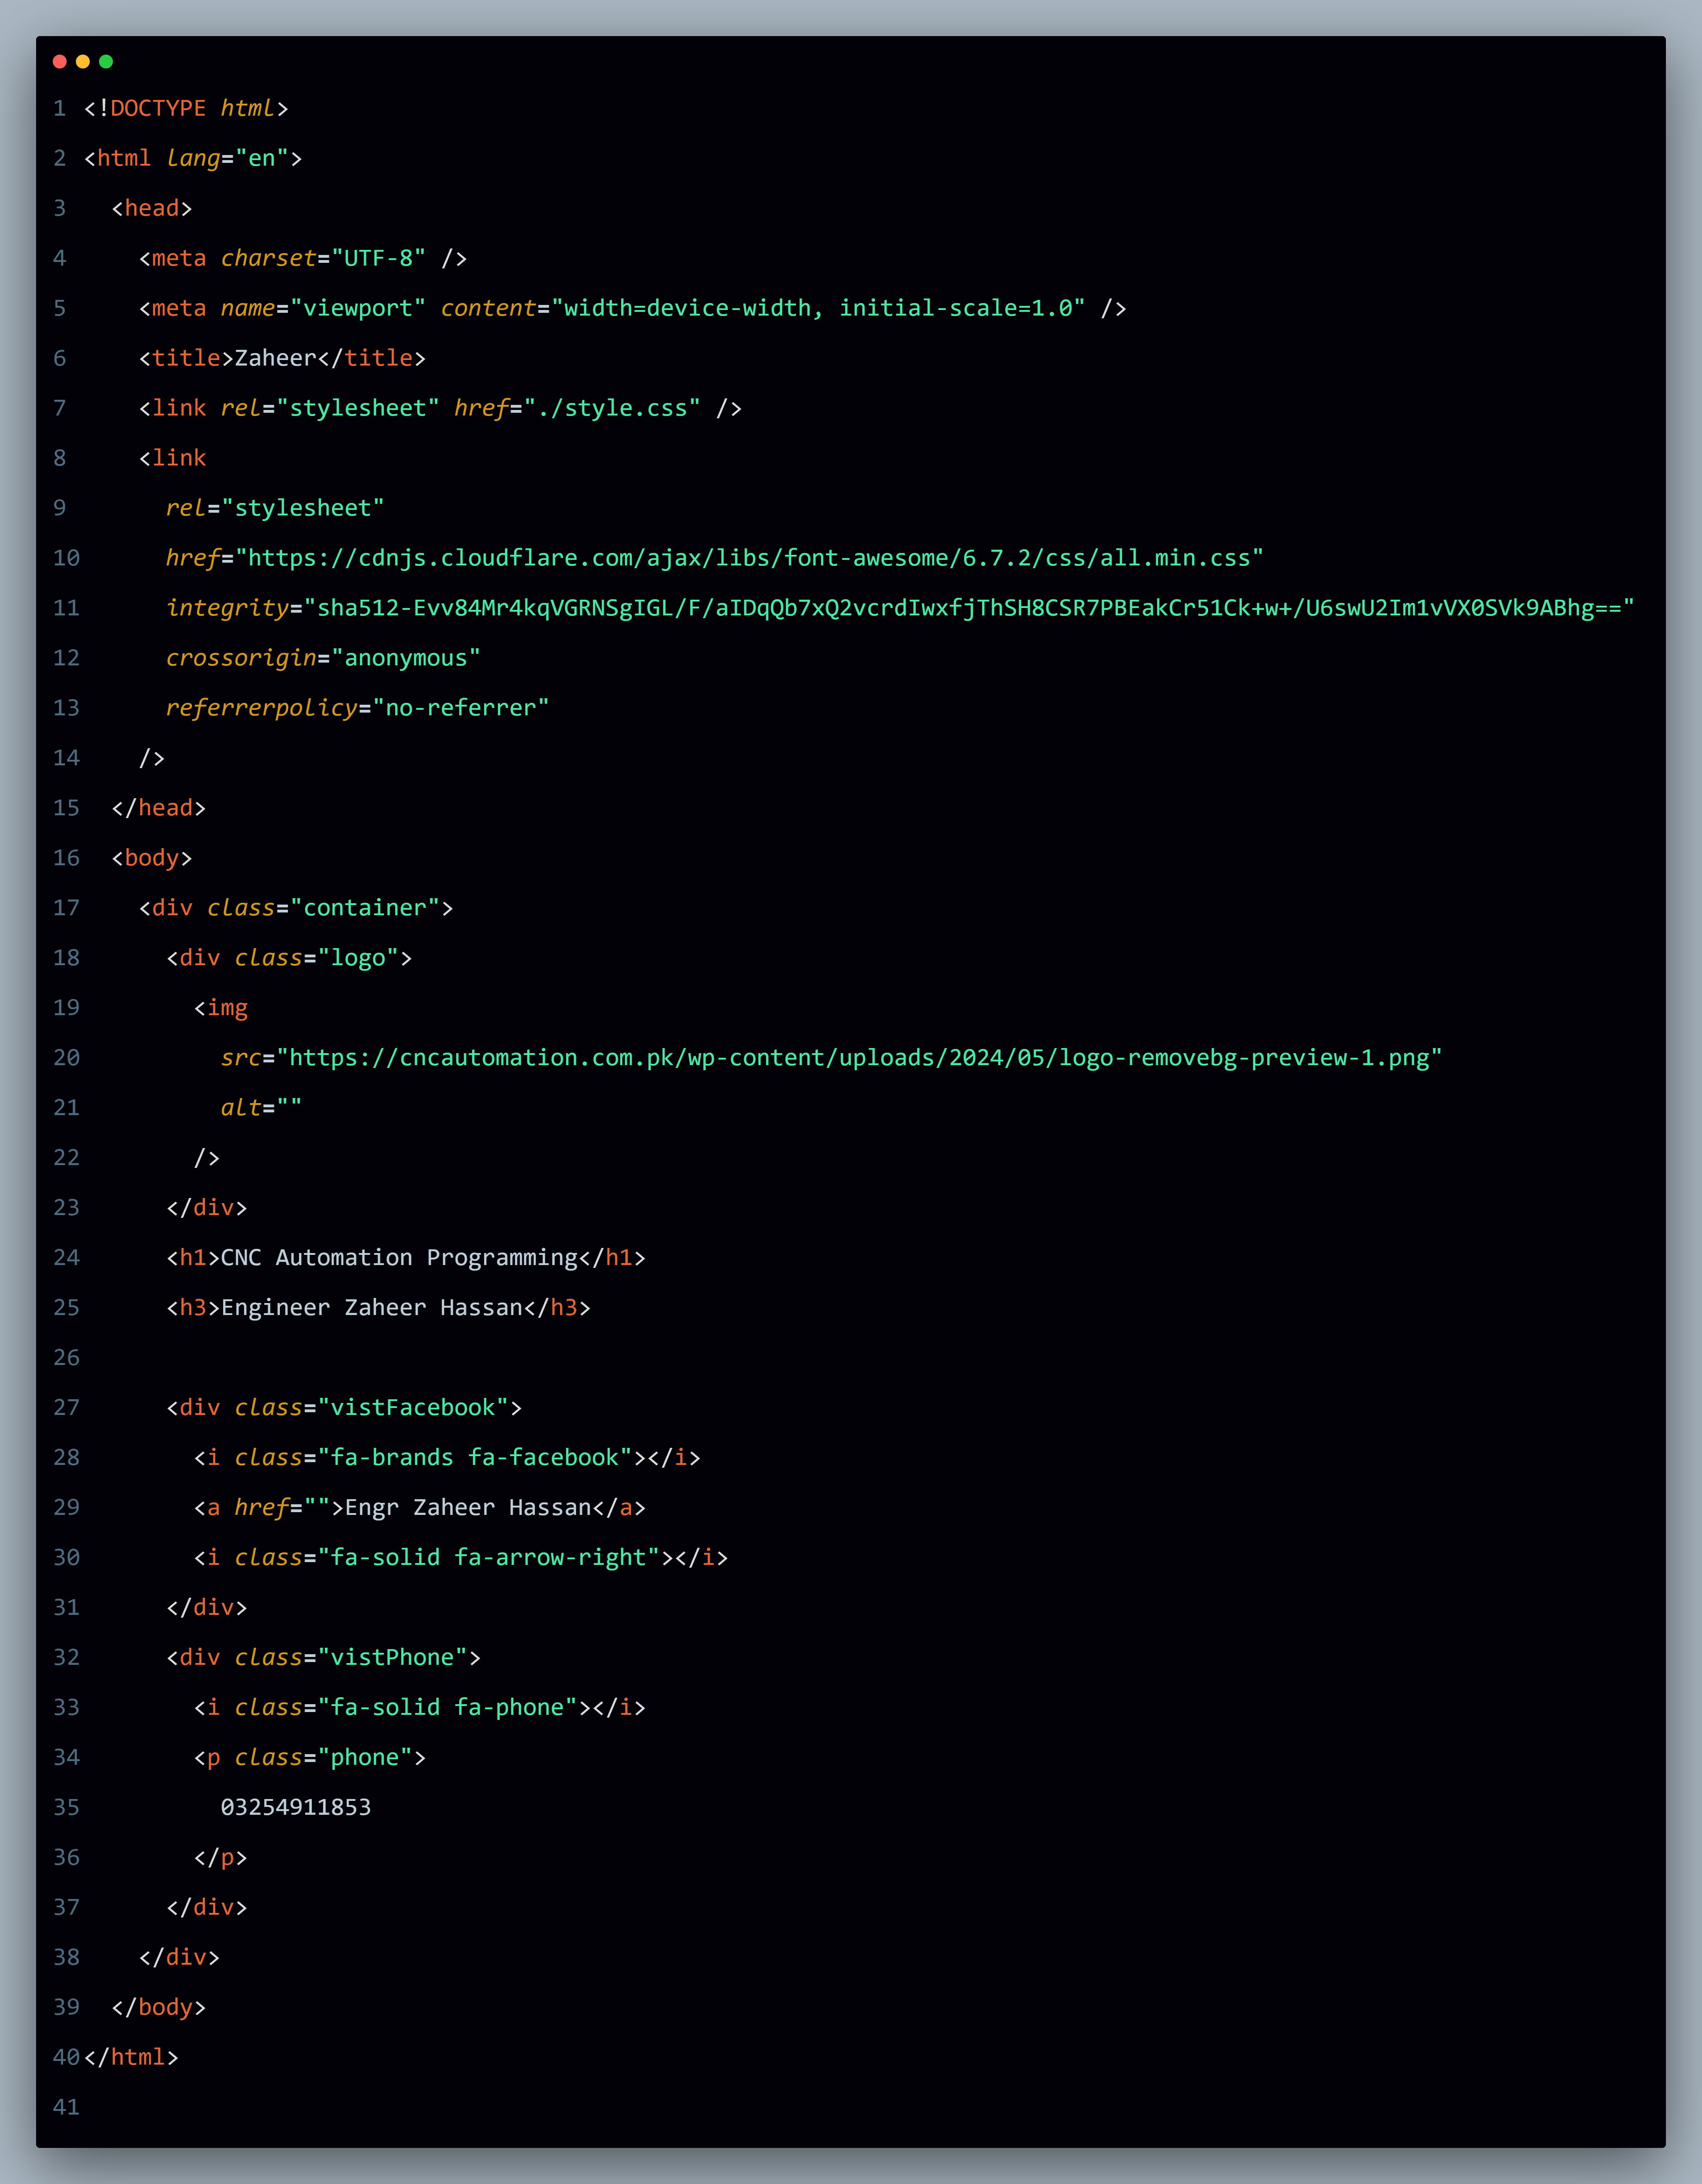 1 <!DOCTYPE html>
2 <html lang="en">
3   <head>
4     <meta charset="UTF-8" />
5     <meta name="viewport" content="width=device-width, initial-scale=1.0" />
6     <title>Zaheer</title>
7     <link rel="stylesheet" href="./style.css" />
8     <link
9       rel="stylesheet"
10       href="https://cdnjs.cloudflare.com/ajax/libs/font-awesome/6.7.2/css/all.min.css"
11       integrity="sha512-Evv84Mr4kqVGRNSgIGL/F/aIDqQb7xQ2vcrdIwxfjThSH8CSR7PBEakCr51Ck+w+/U6swU2Im1vVX0SVk9ABhg=="
12       crossorigin="anonymous"
13       referrerpolicy="no-referrer"
14     />
15   </head>
16   <body>
17     <div class="container">
18       <div class="logo">
19         <img
20           src="https://cncautomation.com.pk/wp-content/uploads/2024/05/logo-removebg-preview-1.png"
21           alt=""
22         />
23       </div>
24       <h1>CNC Automation Programming</h1>
25       <h3>Engineer Zaheer Hassan</h3>
26
27       <div class="vistFacebook">
28         <i class="fa-brands fa-facebook"></i>
29         <a href="">Engr Zaheer Hassan</a>
30         <i class="fa-solid fa-arrow-right"></i>
31       </div>
32       <div class="vistPhone">
33         <i class="fa-solid fa-phone"></i>
34         <p class="phone">
35           03254911853
36         </p>
37       </div>
38     </div>
39   </body>
40 </html>
41